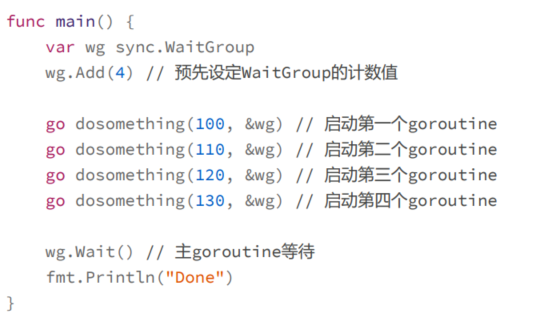 func main() {
    var wg sync.WaitGroup
    wg.Add(4) // 预先设定WaitGroup的计数值
    go dosomething(100, &wg) // 启动第一个goroutine
    go dosomething(110, &wg) // 启动第二个goroutine
    go dosomething(120, &wg) // 启动第三个goroutine
    go dosomething(130, &wg) // 启动第四个goroutine
    wg.Wait() // 主goroutine等待
    fmt.Println("Done")
}